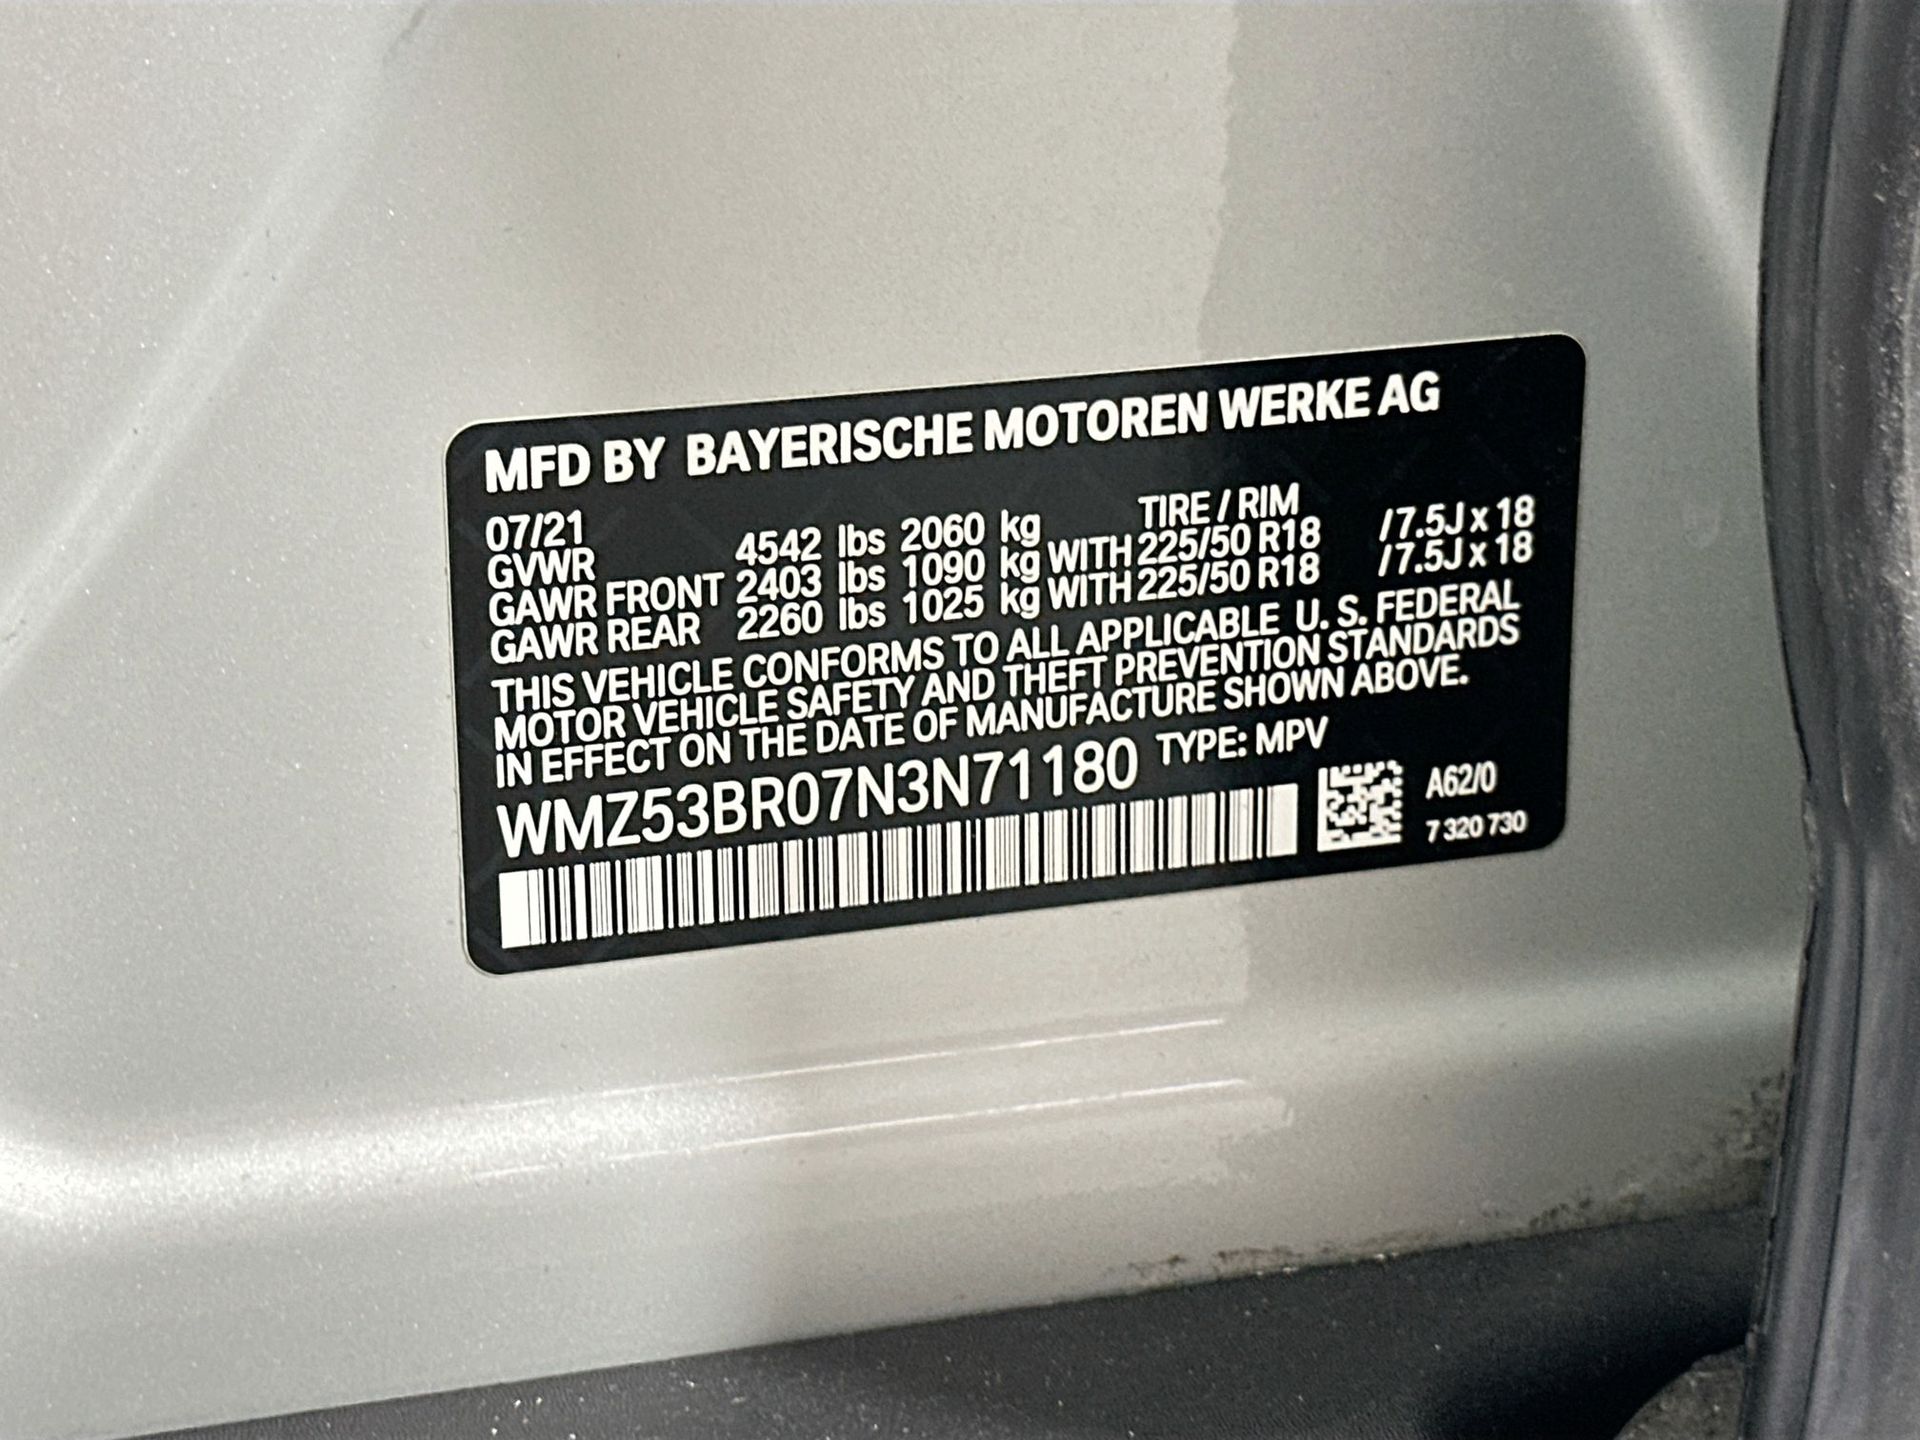 MFD BY BAYERISCHE MOTOREN WERKE AG
07/21 TIRE / RIM
GVWR 4542 lbs 2060 kg
GAWR FRONT 2403 lbs 1090 kg WITH 225/50 R18 /7.5J x 18
GAWR REAR 2260 lbs 1025 kg WITH 225/50 R18 /7.5J x 18
THIS VEHICLE CONFORMS TO ALL APPLICABLE U. S. FEDERAL
MOTOR VEHICLE SAFETY AND THEFT PREVENTION STANDARDS
IN EFFECT ON THE DATE OF MANUFACTURE SHOWN ABOVE.
WMZ53BR07N3N71180 TYPE: MPV
A62/0
7 320 730